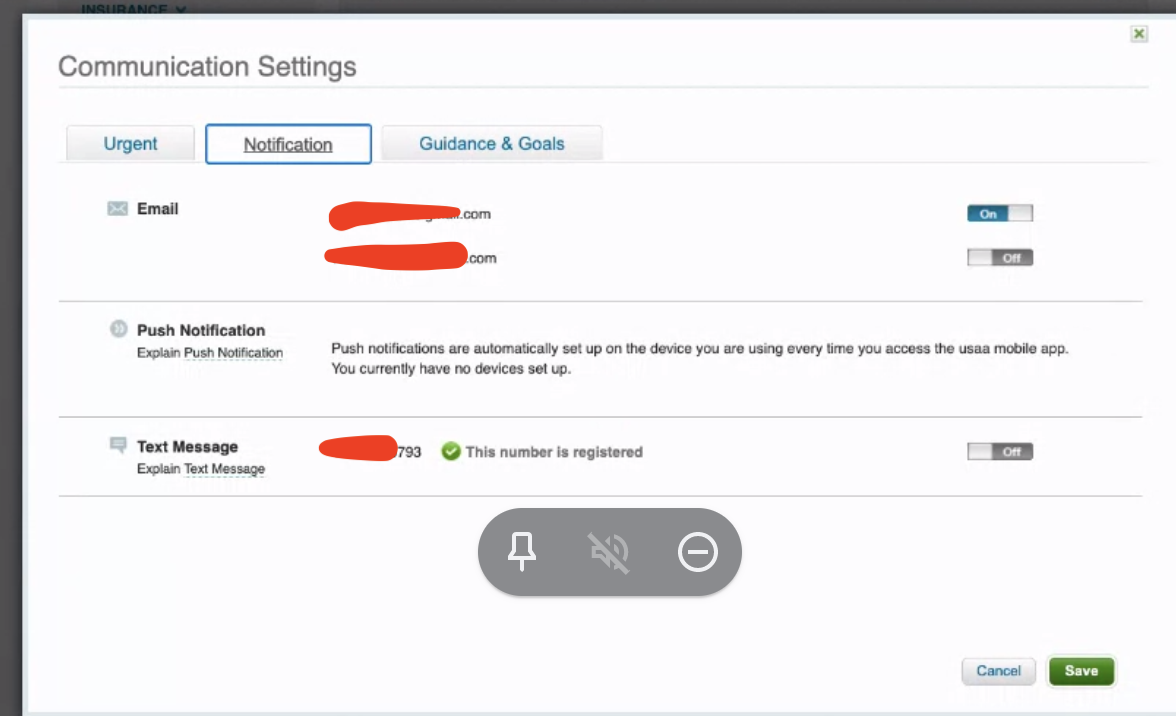 INSURANCE
Communication Settings
Urgent Notification Guidance & Goals
Email .com On
.com Off
Push Notification
Explain Push Notification
Push notifications are automatically set up on the device you are using every time you access the usaa mobile app.
You currently have no devices set up.
Text Message 793 This number is registered Off
Explain Text Message
Cancel Save